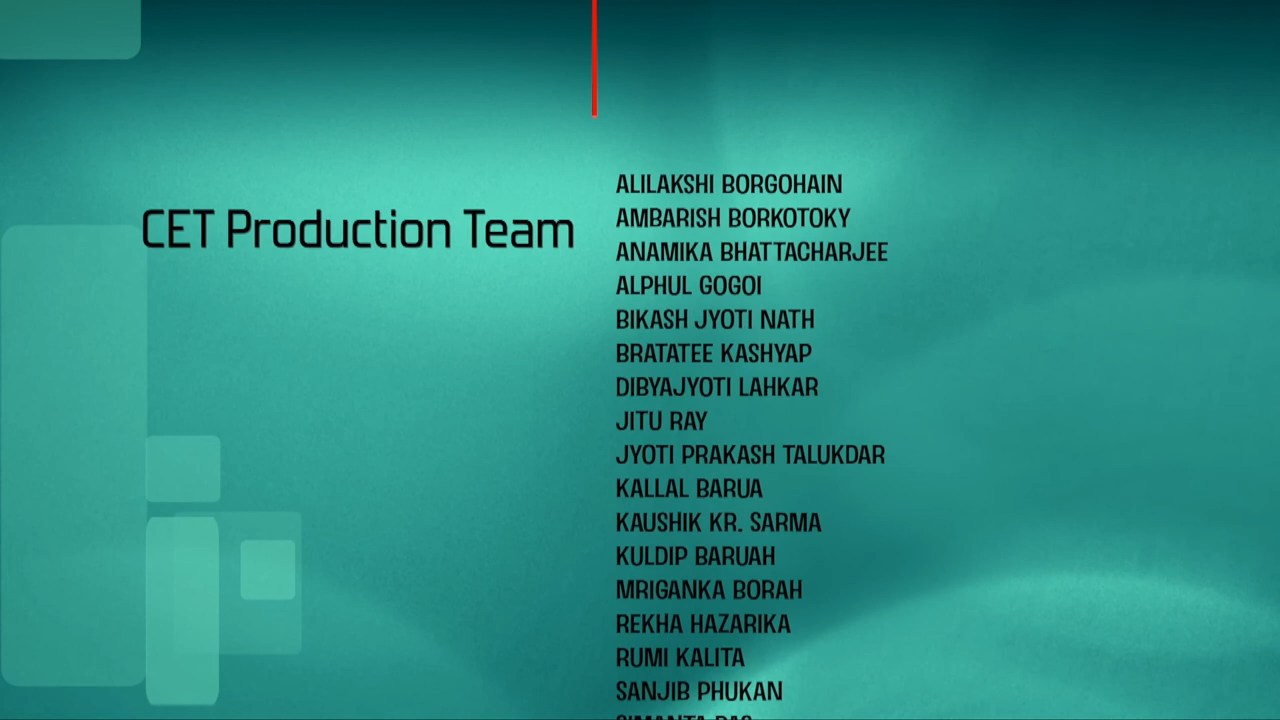 CET Production Team
ALILAKSHI BORGOHAIN
AMBARISH BORKOTOKY
ANAMIKA BHATTACHARJEE
ALPHUL GOGOI
BIKASH JYOTI NATH
BRATATEE KASHYAP
DIBYAJYOTI LAHKAR
JITU RAY
JYOTI PRAKASH TALUKDAR
KALLAL BARUA
KAUSHIK KR. SARMA
KULDIP BARUAH
MRIGANKA BORAH
REKHA HAZARIKA
RUMI KALITA
SANJIB PHUKAN